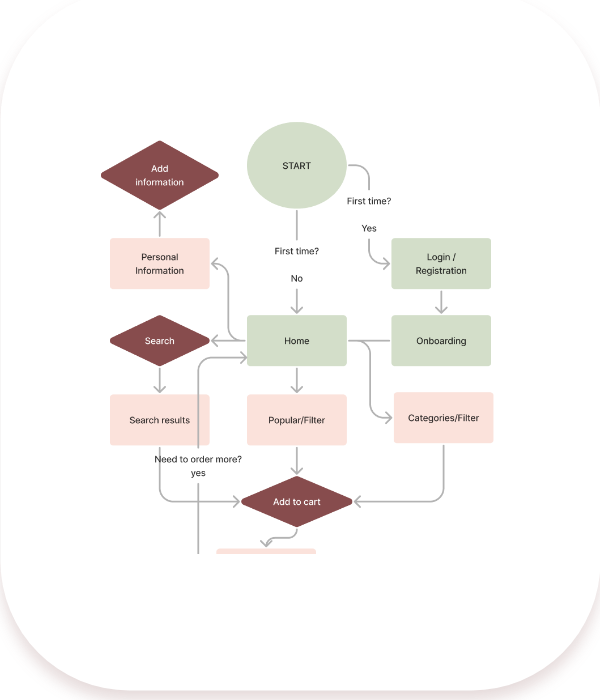 Add
information
START
First time?
Yes
Personal
Information
First time?
No
Login /
Registration
Search
Home
Onboarding
Search results
Popular/Filter
Categories/Filter
Need to order more?
yes
Add to cart